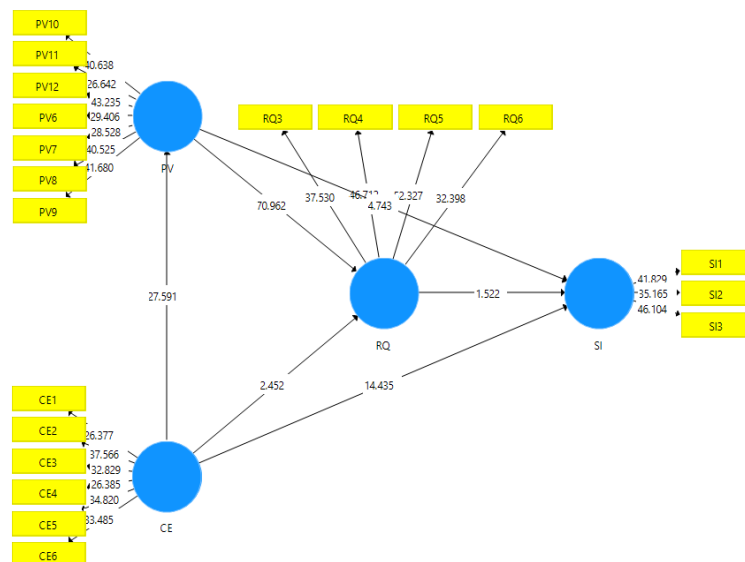 PV10
PV11
PV12
PV6
PV7
PV8
PV9
40.638
26.642
43.235
29.406
28.528
40.525
41.680
PV
RQ3
RQ4
RQ5
RQ6
37.530
4.743
32.398
70.962
27.591
RQ
1.522
2.452
14.435
SI
41.829
35.165
46.104
SI1
SI2
SI3
CE1
CE2
CE3
CE4
CE5
CE6
26.377
37.566
32.829
26.385
34.820
33.485
CE